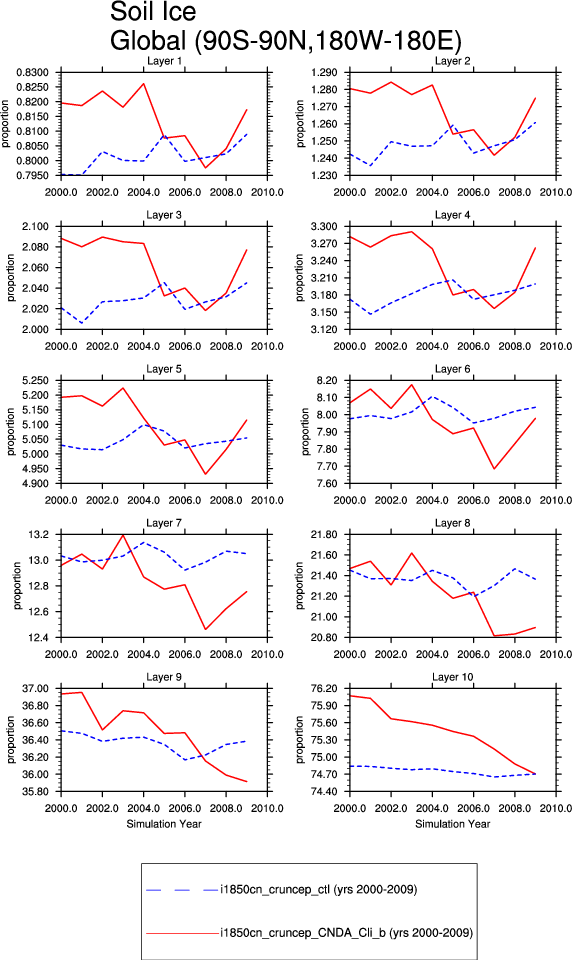 Soil Ice
Global (90S-90N,180W-180E)
Layer 1
Layer 2
proportion
0.8300
0.8250
0.8200
0.8150
0.8100
0.8050
0.8000
0.7950
2000.0 2002.0 2004.0 2006.0 2008.0 2010.0
1.290
1.280
1.270
1.260
1.250
1.240
1.230
2000.0 2002.0 2004.0 2006.0 2008.0 2010.0
Layer 3
Layer 4
proportion
2.100
2.080
2.060
2.040
2.020
2.000
2000.0 2002.0 2004.0 2006.0 2008.0 2010.0
3.300
3.270
3.240
3.210
3.180
3.150
3.120
2000.0 2002.0 2004.0 2006.0 2008.0 2010.0
Layer 5
Layer 6
proportion
5.250
5.200
5.150
5.100
5.050
5.000
4.950
4.900
2000.0 2002.0 2004.0 2006.0 2008.0 2010.0
proportion
8.20
8.10
8.00
7.90
7.80
7.70
7.60
2000.0 2002.0 2004.0 2006.0 2008.0 2010.0
Layer 7
Layer 8
proportion
13.2
13.0
12.8
12.6
12.4
2000.0 2002.0 2004.0 2006.0 2008.0 2010.0
proportion
21.80
21.60
21.40
21.20
21.00
20.80
2000.0 2002.0 2004.0 2006.0 2008.0 2010.0
Layer 9
Layer 10
proportion
37.00
36.80
36.60
36.40
36.20
36.00
35.80
2000.0 2002.0 2004.0 2006.0 2008.0 2010.0
Simulation Year
proportion
76.20
75.90
75.60
75.30
75.00
74.70
74.40
2000.0 2002.0 2004.0 2006.0 2008.0 2010.0
Simulation Year
i1850cn_cruncep_ctl (yrs 2000-2009)
i1850cn_cruncep_CNDA_Cli_b (yrs 2000-2009)